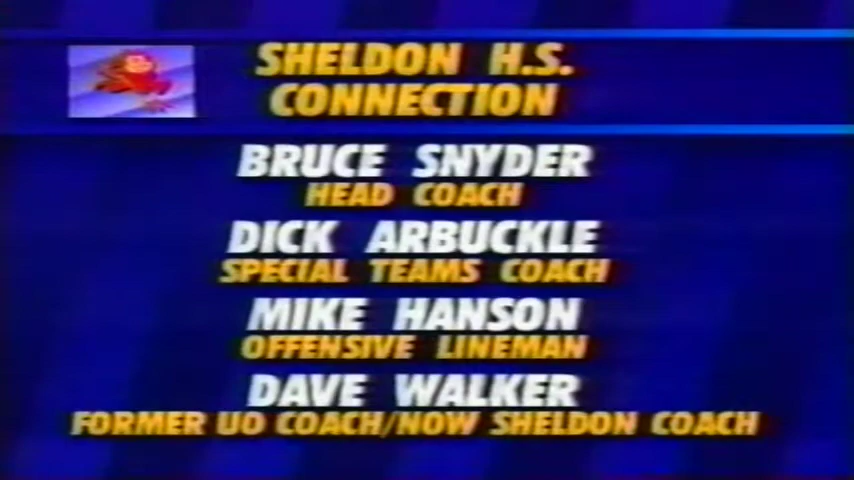 SHELDON H.S.
CONNECTION
BRUCE SNYDER
HEAD COACH
DICK ARBUCKLE
SPECIAL TEAMS COACH
MIKE HANSON
OFFENSIVE LINEMAN
DAVE WALKER
FORMER UO COACH/NOW SHELDON COACH